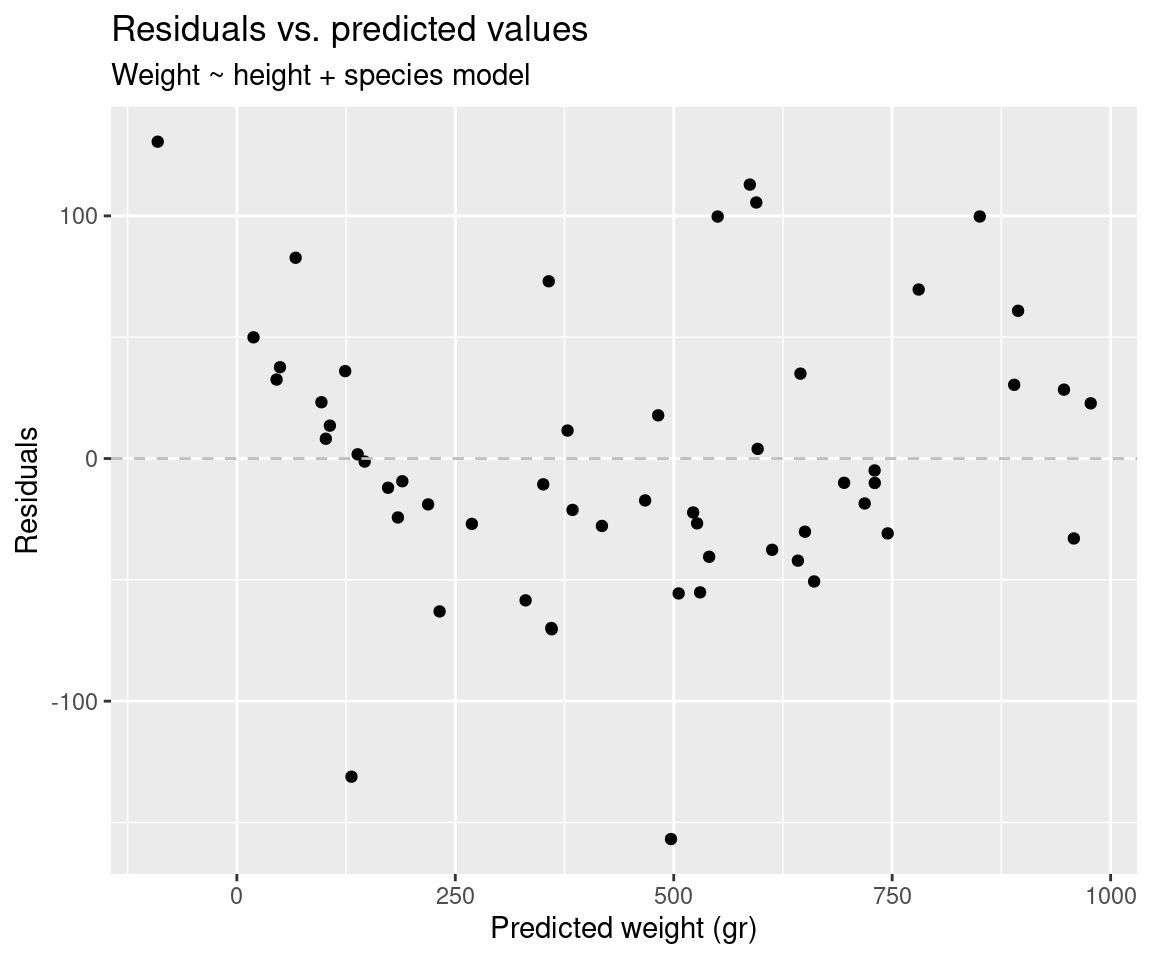 Residuals vs. predicted values
Weight ~ height + species model
100
0
-100
Residuals
0 250 500 750 1000
Predicted weight (gr)